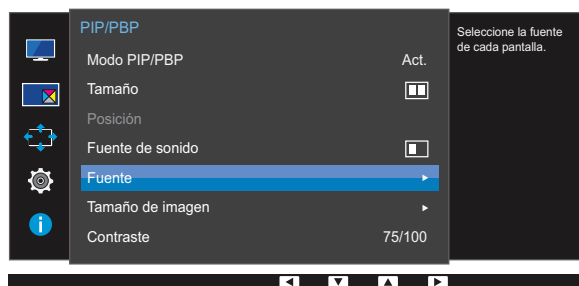 PIP/PBP
Modo PIP/PBP Act.
Tamaño
Posición
Fuente de sonido
Fuente
Tamaño de imagen
Contraste 75/100
Seleccione la fuente
de cada pantalla.